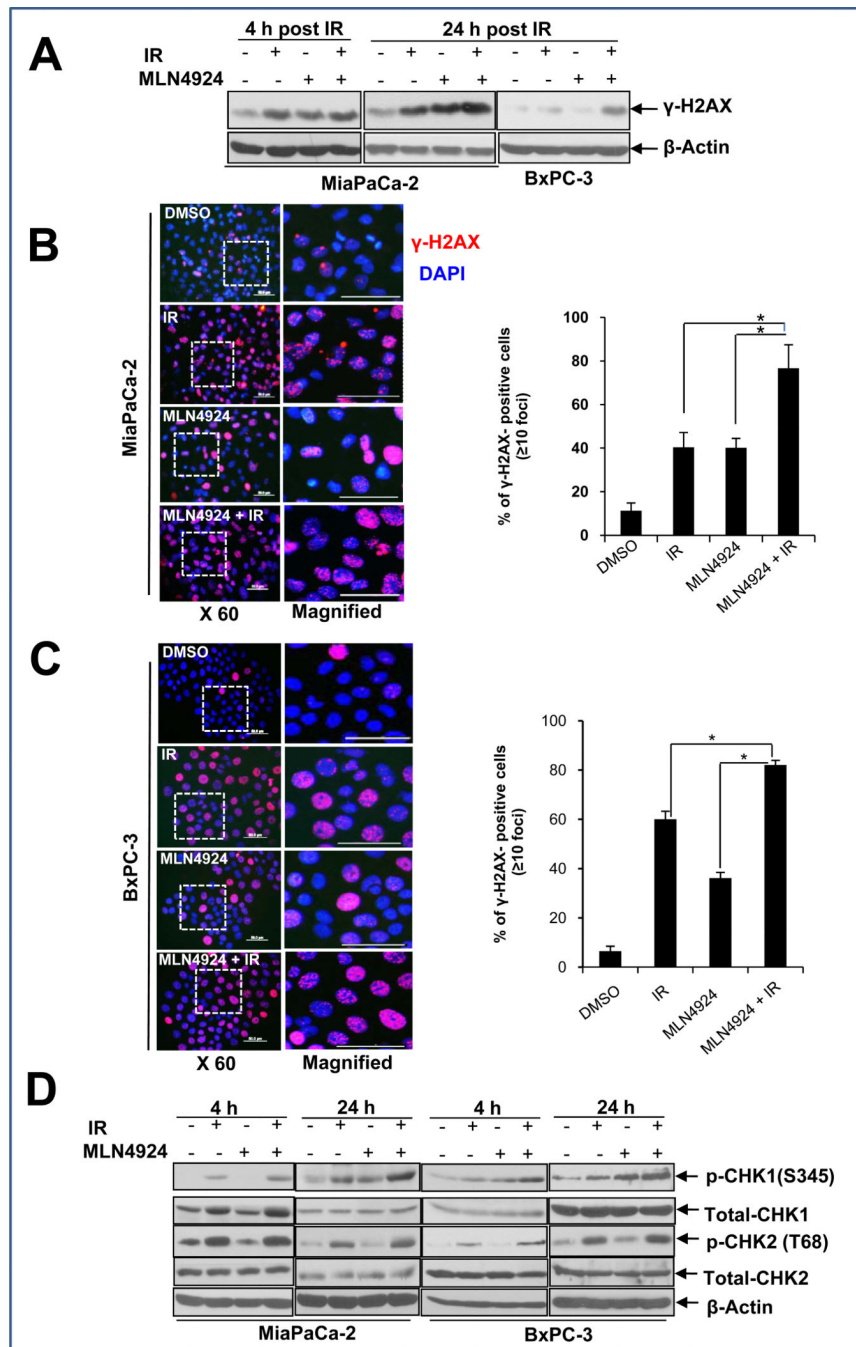 A
4 h post IR
24 h post IR
IR - + - + - + - + - + - +
MLN4924 - - + + - - + + - - + +
γ-H2AX
β-Actin
MiaPaCa-2
BxPC-3
B
MiaPaCa-2
DMSO
IR
MLN4924
MLN4924 + IR
X 60
Magnified
γ-H2AX
DAPI
% of γ-H2AX- positive cells
(≥10 foci)
100
80
60
40
20
0
*
*
DMSO
IR
MLN4924
MLN4924 + IR
C
BxPC-3
DMSO
IR
MLN4924
MLN4924 + IR
X 60
Magnified
% of γ-H2AX- positive cells
(≥10 foci)
100
80
60
40
20
0
*
*
DMSO
IR
MLN4924
MLN4924 + IR
D
4 h
24 h
4 h
24 h
IR - + - + - + - + - + - + - + - +
MLN4924 - - + + - - + + - - + + - - + +
p-CHK1(S345)
Total-CHK1
p-CHK2 (T68)
Total-CHK2
β-Actin
MiaPaCa-2
BxPC-3